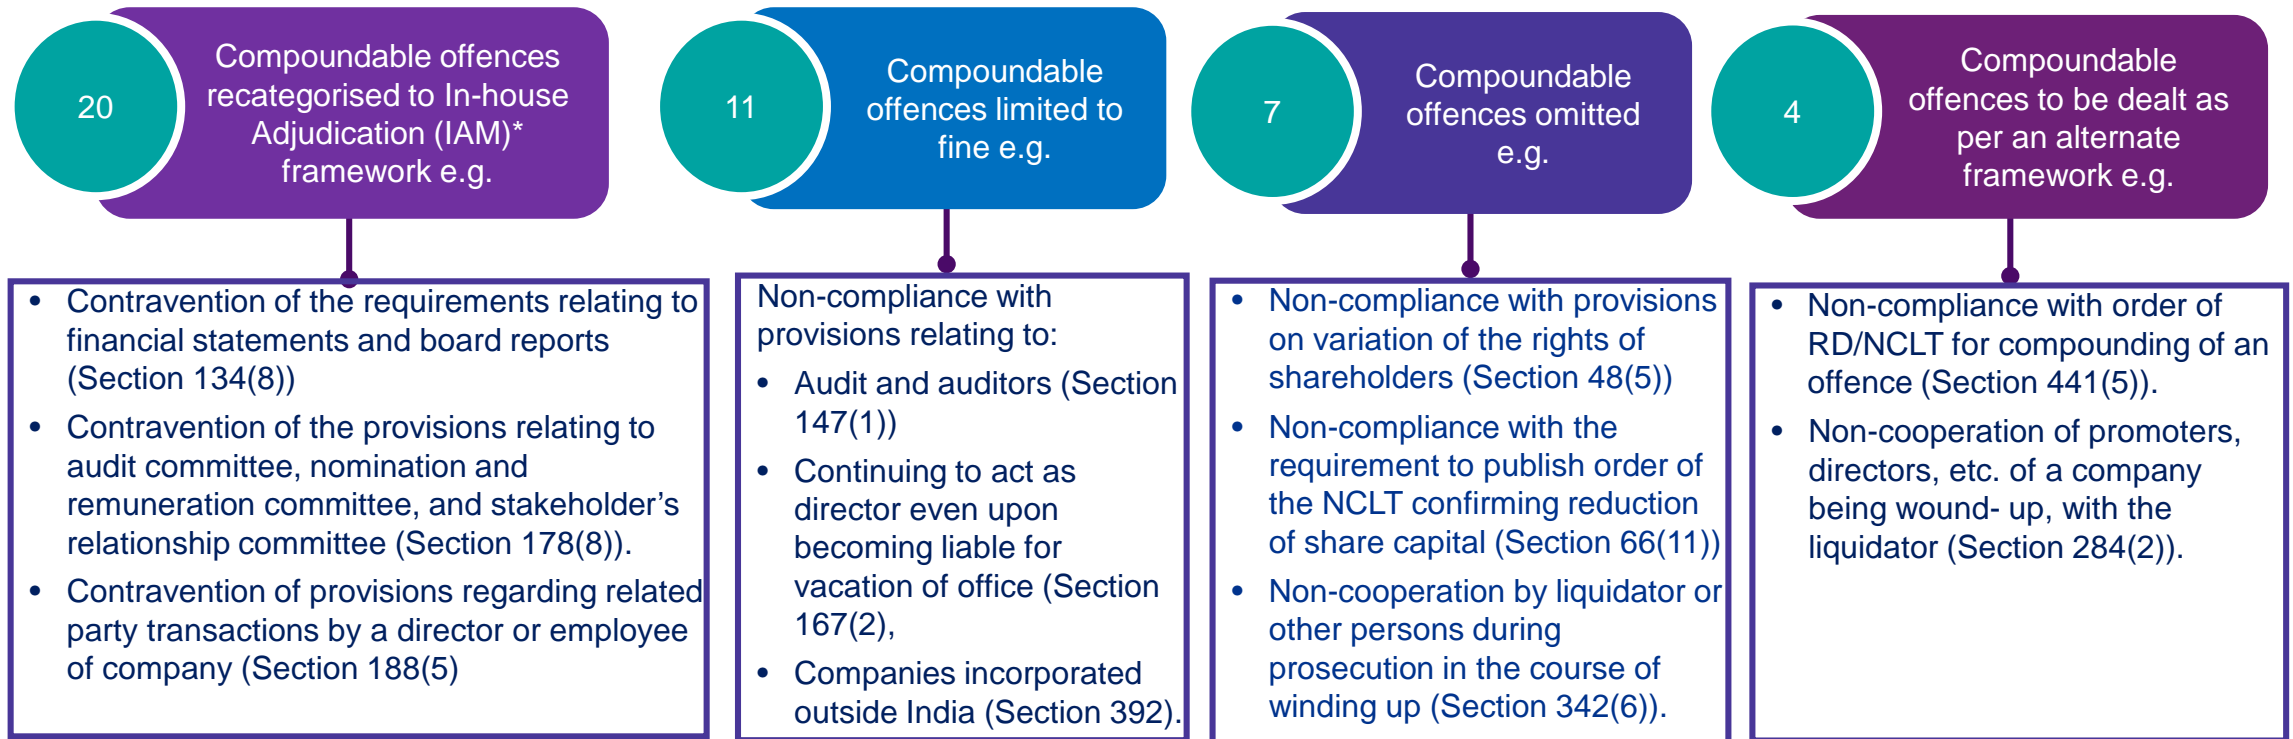 20
Compoundable offences
recategorised to In-house
Adjudication (IAM)*
framework e.g.
• Contravention of the requirements relating to
financial statements and board reports
(Section 134(8))
• Contravention of the provisions relating to
audit committee, nomination and
remuneration committee, and stakeholder’s
relationship committee (Section 178(8)).
• Contravention of provisions regarding related
party transactions by a director or employee
of company (Section 188(5)
11
Compoundable
offences limited to
fine e.g.
Non-compliance with
provisions relating to:
• Audit and auditors (Section
147(1))
• Continuing to act as
director even upon
becoming liable for
vacation of office (Section
167(2),
• Companies incorporated
outside India (Section 392).
7
Compoundable
offences omitted
e.g.
• Non-compliance with provisions
on variation of the rights of
shareholders (Section 48(5))
• Non-compliance with the
requirement to publish order of
the NCLT confirming reduction
of share capital (Section 66(11))
• Non-cooperation by liquidator or
other persons during
prosecution in the course of
winding up (Section 342(6)).
4
Compoundable
offences to be dealt as
per an alternate
framework e.g.
• Non-compliance with order of
RD/NCLT for compounding of an
offence (Section 441(5)).
• Non-cooperation of promoters,
directors, etc. of a company
being wound- up, with the
liquidator (Section 284(2)).